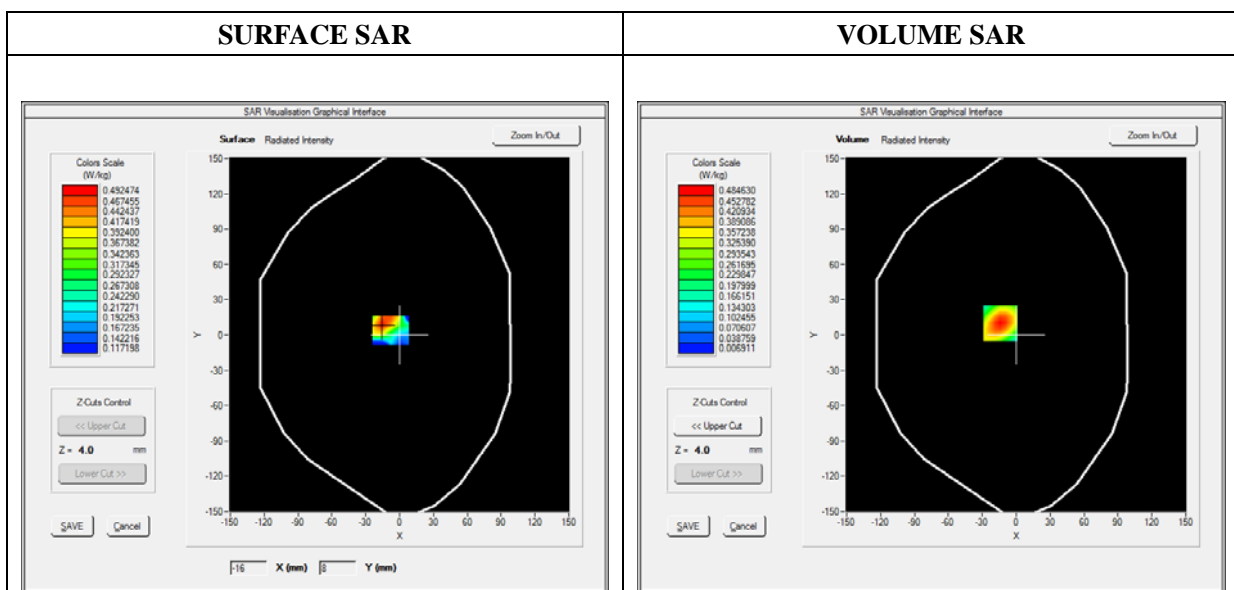 SURFACE SAR
SAR Visualisation Graphical Interface
Surface Radiated Intensity
Zoom In/Out
Colors Scale
(W/kg)
0.492474
0.467455
0.442437
0.417419
0.392400
0.367382
0.342363
0.317345
0.292327
0.267308
0.242290
0.217271
0.192253
0.167235
0.142216
0.117198
Z-Cuts Control
<< Upper Cut
Z = 4.0 mm
Lower Cut >>
SAVE Cancel
150
120
90
60
30
0
-30
-60
-90
-120
-150
Y
-150 -120 -90 -60 -30 0 30 60 90 120 150
X
-16 X (mm) 8 Y (mm)
VOLUME SAR
SAR Visualisation Graphical Interface
Volume Radiated Intensity
Zoom In/Out
Colors Scale
(W/kg)
0.484630
0.452782
0.420934
0.389086
0.357238
0.325390
0.293543
0.261695
0.229847
0.197999
0.166151
0.134303
0.102455
0.070607
0.038759
0.006911
Z-Cuts Control
<< Upper Cut
Z = 4.0 mm
Lower Cut >>
SAVE Cancel
150
120
90
60
30
0
-30
-60
-90
-120
-150
Y
-150 -120 -90 -60 -30 0 30 60 90 120 150
X